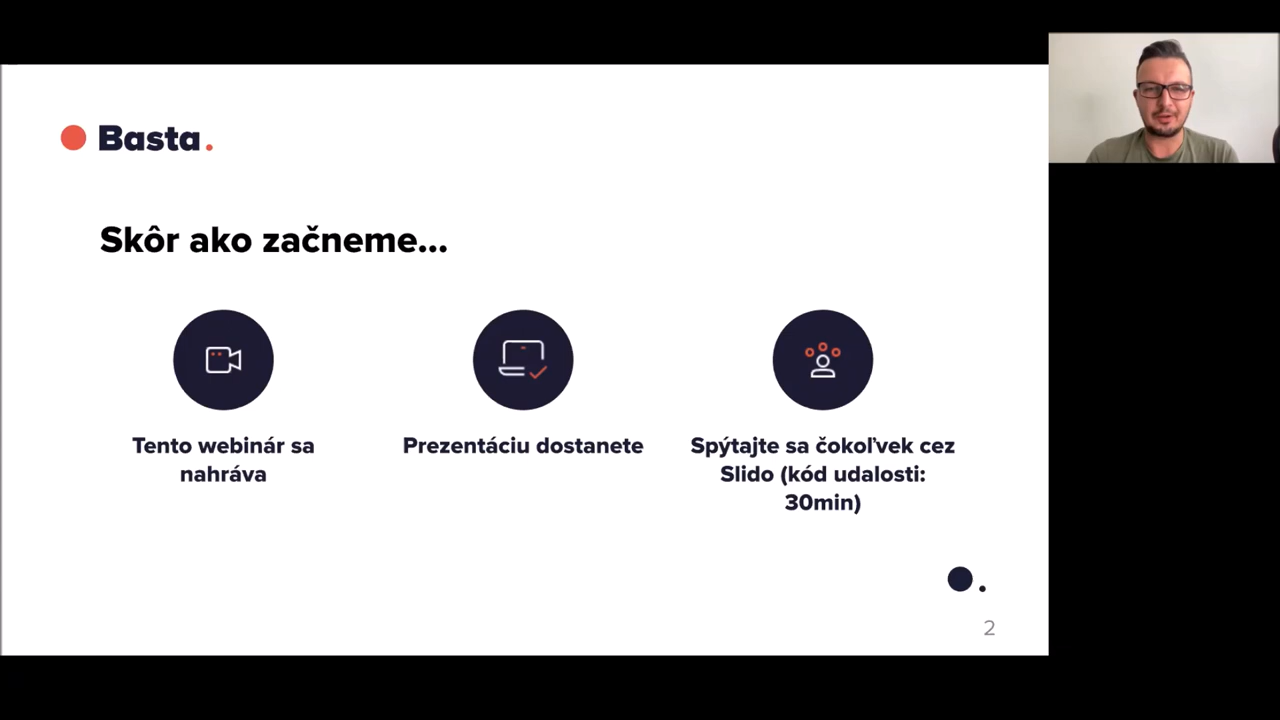 Basta.
Skôr ako začneme...
Tento webinár sa
nahráva
Prezentáciu dostanete
Spýtajte sa čokoľvek cez
Slido (kód udalosti:
30min)
2